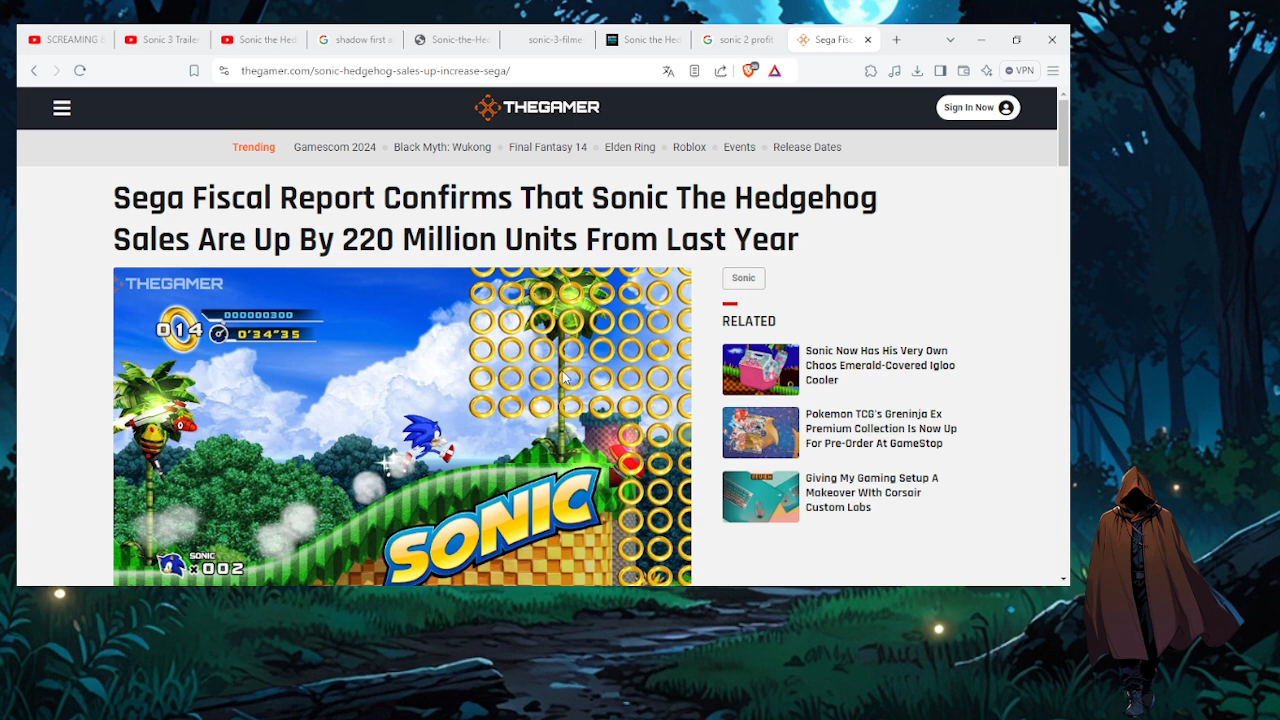 SCREAMING
Sonic 3 Trailer
Sonic the Hed
shadow first a
Sonic-the-Hec
sonic-3-filme
Sonic the Hed
sonic 2 profit
Sega Fisc
thegamer.com/sonic-hedgehog-sales-up-increase-sega/
VPN
THEGAMER
Sign In Now
Trending Gamescom 2024 Black Myth: Wukong Final Fantasy 14 Elden Ring Roblox Events Release Dates
Sega Fiscal Report Confirms That Sonic The Hedgehog
Sales Are Up By 220 Million Units From Last Year
THEGAMER
014
000000300
0'34"35
SONIC
SONIC
x 002
Sonic
RELATED
Sonic Now Has His Very Own
Chaos Emerald-Covered Igloo
Cooler
Pokemon TCG's Greninja Ex
Premium Collection Is Now Up
For Pre-Order At GameStop
Giving My Gaming Setup A
Makeover With Corsair
Custom Labs